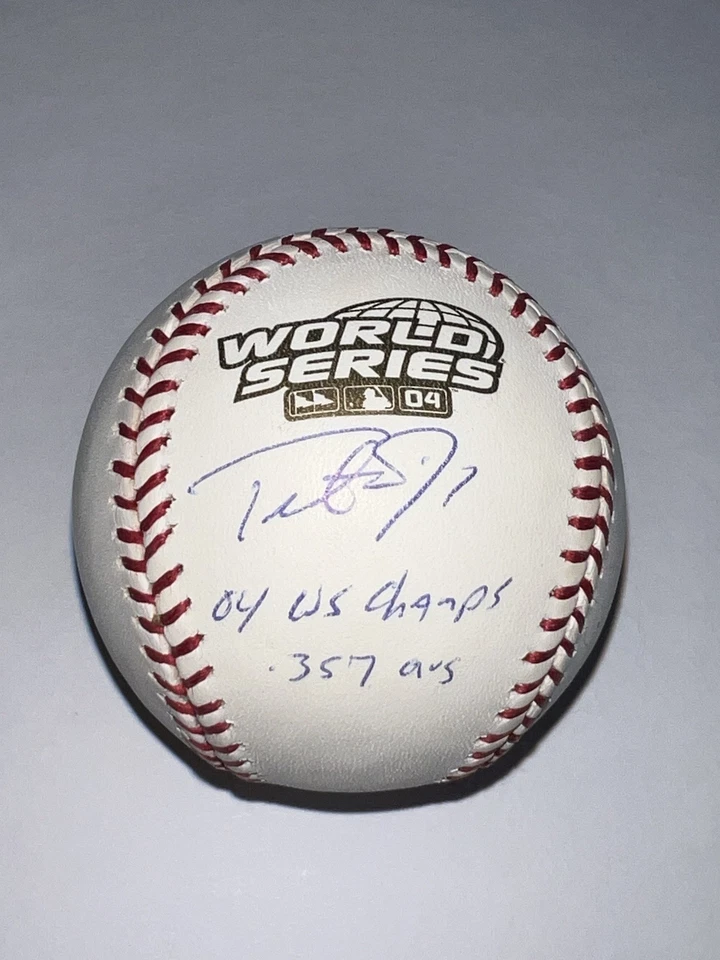 WORLD
SERIES
04
04 WS Champs
.357 avg